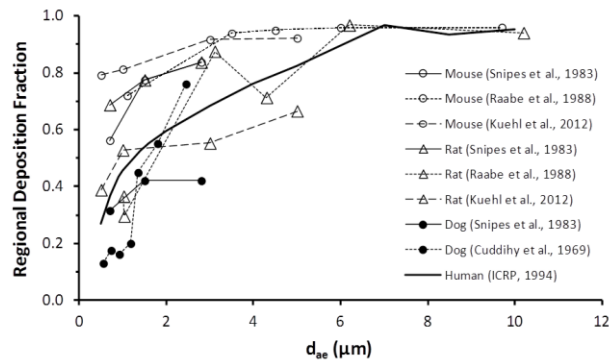 Regional Deposition Fraction
1.0
0.8
0.6
0.4
0.2
0.0
0
2
4
6
8
10
12
dae (μm)
Mouse (Snipes et al., 1983)
Mouse (Raabe et al., 1988)
Mouse (Kuehl et al., 2012)
Rat (Snipes et al., 1983)
Rat (Raabe et al., 1988)
Rat (Kuehl et al., 2012)
Dog (Snipes et al., 1983)
Dog (Cuddihy et al., 1969)
Human (ICRP, 1994)